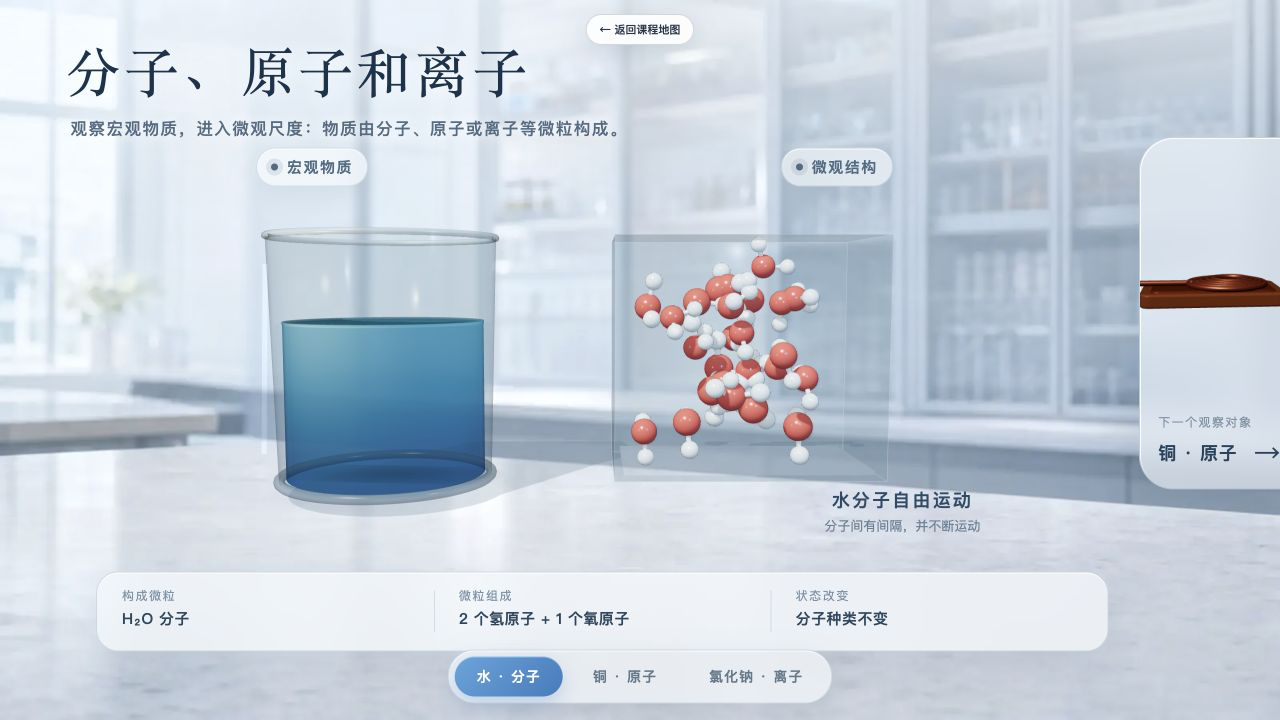 ← 返回课程地图
分子、原子和离子
观察宏观物质，进入微观尺度：物质由分子、原子或离子等微粒构成。
宏观物质
微观结构
下一个观察对象
铜 · 原子 →
水分子自由运动
分子间有间隔，并不断运动
构成微粒
H₂O 分子
微粒组成
2 个氢原子 + 1 个氧原子
状态改变
分子种类不变
水 · 分子
铜 · 原子
氯化钠 · 离子